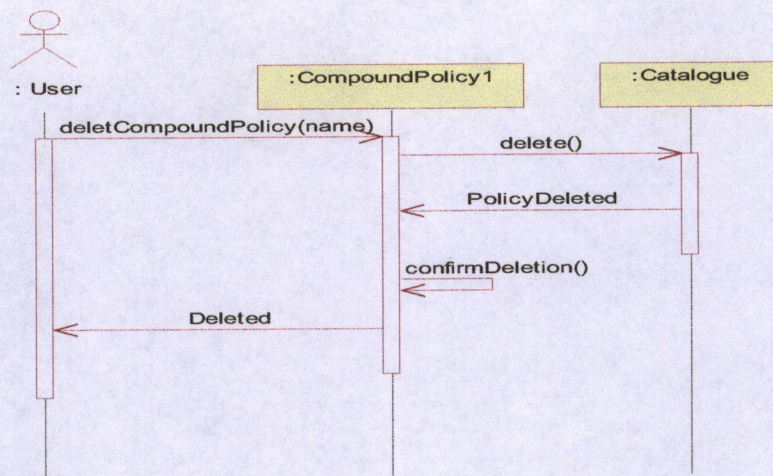 : User
:CompoundPolicy1
:Catalogue
deletCompoundPolicy(name)
delete()
PolicyDeleted
confirmDeletion()
Deleted